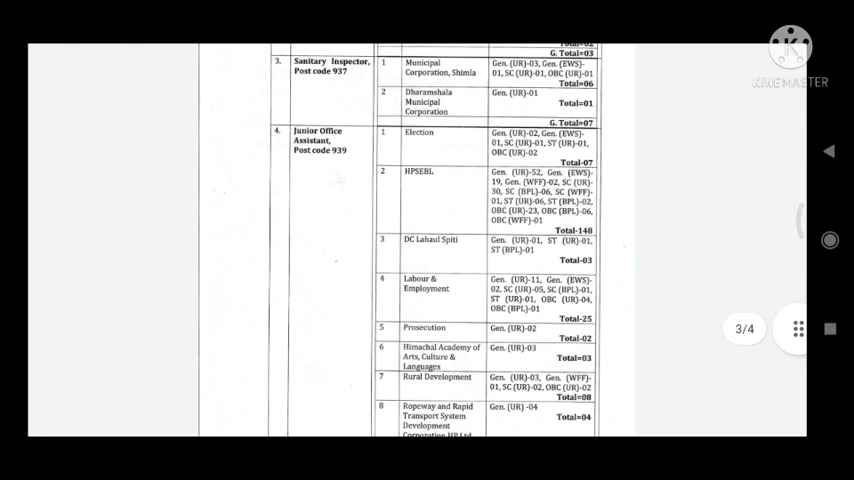 Total=02
G. Total=03
3. Sanitary Inspector, Post code 937
1 Municipal Corporation, Shimla
Gen. (UR)-03, Gen. (EWS)-
01, SC (UR)-01, OBC (UR)-01
Total=06
2 Dharamshala Municipal Corporation
Gen. (UR)-01
Total=01
G. Total=07
4. Junior Office Assistant, Post code 939
1 Election
Gen. (UR)-02, Gen. (EWS)-
01, SC (UR)-01, ST (UR)-01,
OBC (UR)-02
Total-07
2 HPSEBL
Gen. (UR)-52, Gen. (EWS)-
19, Gen. (WFF)-02, SC (UR)-
30, SC (BPL)-06, SC (WFF)-
01, ST (UR)-06, ST (BPL)-02,
OBC (UR)-23, OBC (BPL)-06,
OBC (WFF)-01
Total-148
3 DC Lahaul Spiti
Gen. (UR)-01, ST (UR)-01,
ST (BPL)-01
Total-03
4 Labour & Employment
Gen. (UR)-11, Gen. (EWS)-
02, SC (UR)-05, SC (BPL)-01,
ST (UR)-01, OBC (UR)-04,
OBC (BPL)-01
Total-25
5 Prosecution
Gen. (UR)-02
Total-02
6 Himachal Academy of Arts, Culture & Languages
Gen. (UR)-03
Total=03
7 Rural Development
Gen. (UR)-03, Gen. (WFF)-
01, SC (UR)-02, OBC (UR)-02
Total=08
8 Ropeway and Rapid Transport System Development Corporation HP Ltd
Gen. (UR) -04
Total=04
3/4
K
KINEMASTER